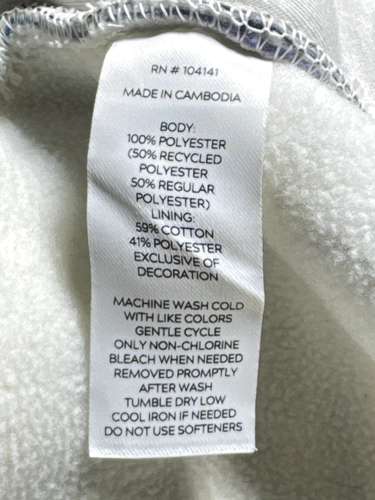 RN # 104141
MADE IN CAMBODIA
BODY:
100% POLYESTER
(50% RECYCLED
POLYESTER
50% REGULAR
POLYESTER)
LINING:
59% COTTON
41% POLYESTER
EXCLUSIVE OF
DECORATION
MACHINE WASH COLD
WITH LIKE COLORS
GENTLE CYCLE
ONLY NON-CHLORINE
BLEACH WHEN NEEDED
REMOVED PROMPTLY
AFTER WASH
TUMBLE DRY LOW
COOL IRON IF NEEDED
DO NOT USE SOFTENERS